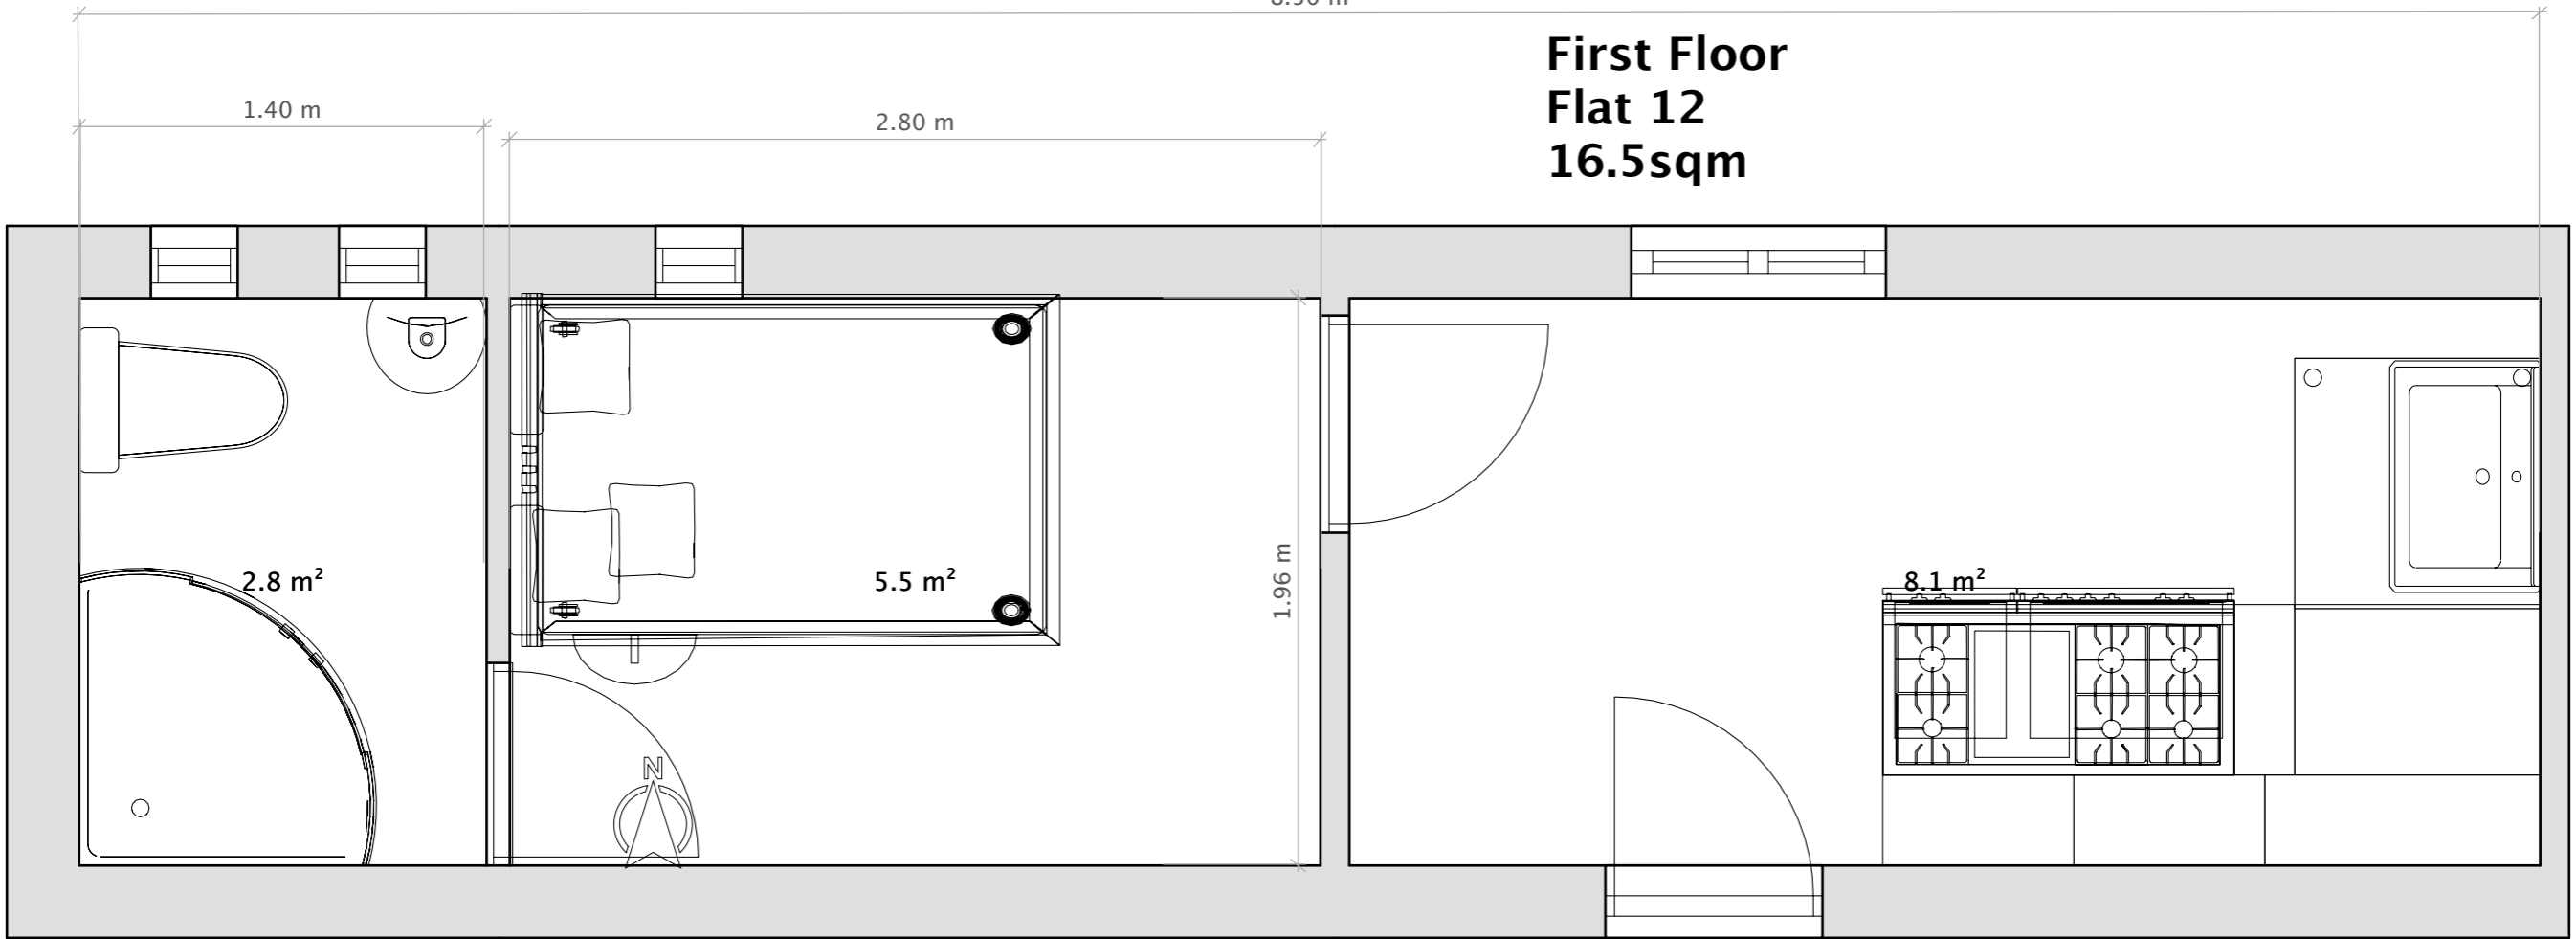 First Floor
Flat 12
16.5sqm
1.40 m
2.80 m
1.96 m
2.8 m²
5.5 m²
8.1 m²
N